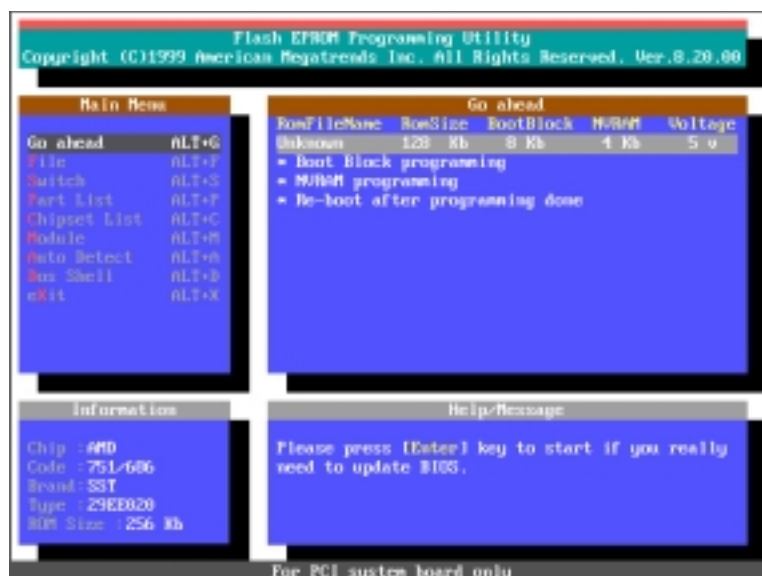 Flash EPROM Programming Utility
Copyright (C)1999 American Megatrends Inc. All Rights Reserved. Ver.8.20.00
Main Menu
Go ahead ALT+G
File ALT+F
Switch ALT+S
Part List ALT+P
Chipset List ALT+C
Module ALT+M
Auto Detect ALT+A
Dos Shell ALT+D
eXit ALT+X
Go ahead
RomFileName RomSize BootBlock NVRAM Voltage
Unknown 128 Kb 8 Kb 4 Kb 5 v
* Boot Block programming
* NVRAM programming
* Re-boot after programming done
Information
Chip :AMD
Code :751/686
Brand:SST
Type :29EE020
ROM Size :256 Kb
Help/Message
Please press [Enter] key to start if you really
need to update BIOS.
For PCI system board only